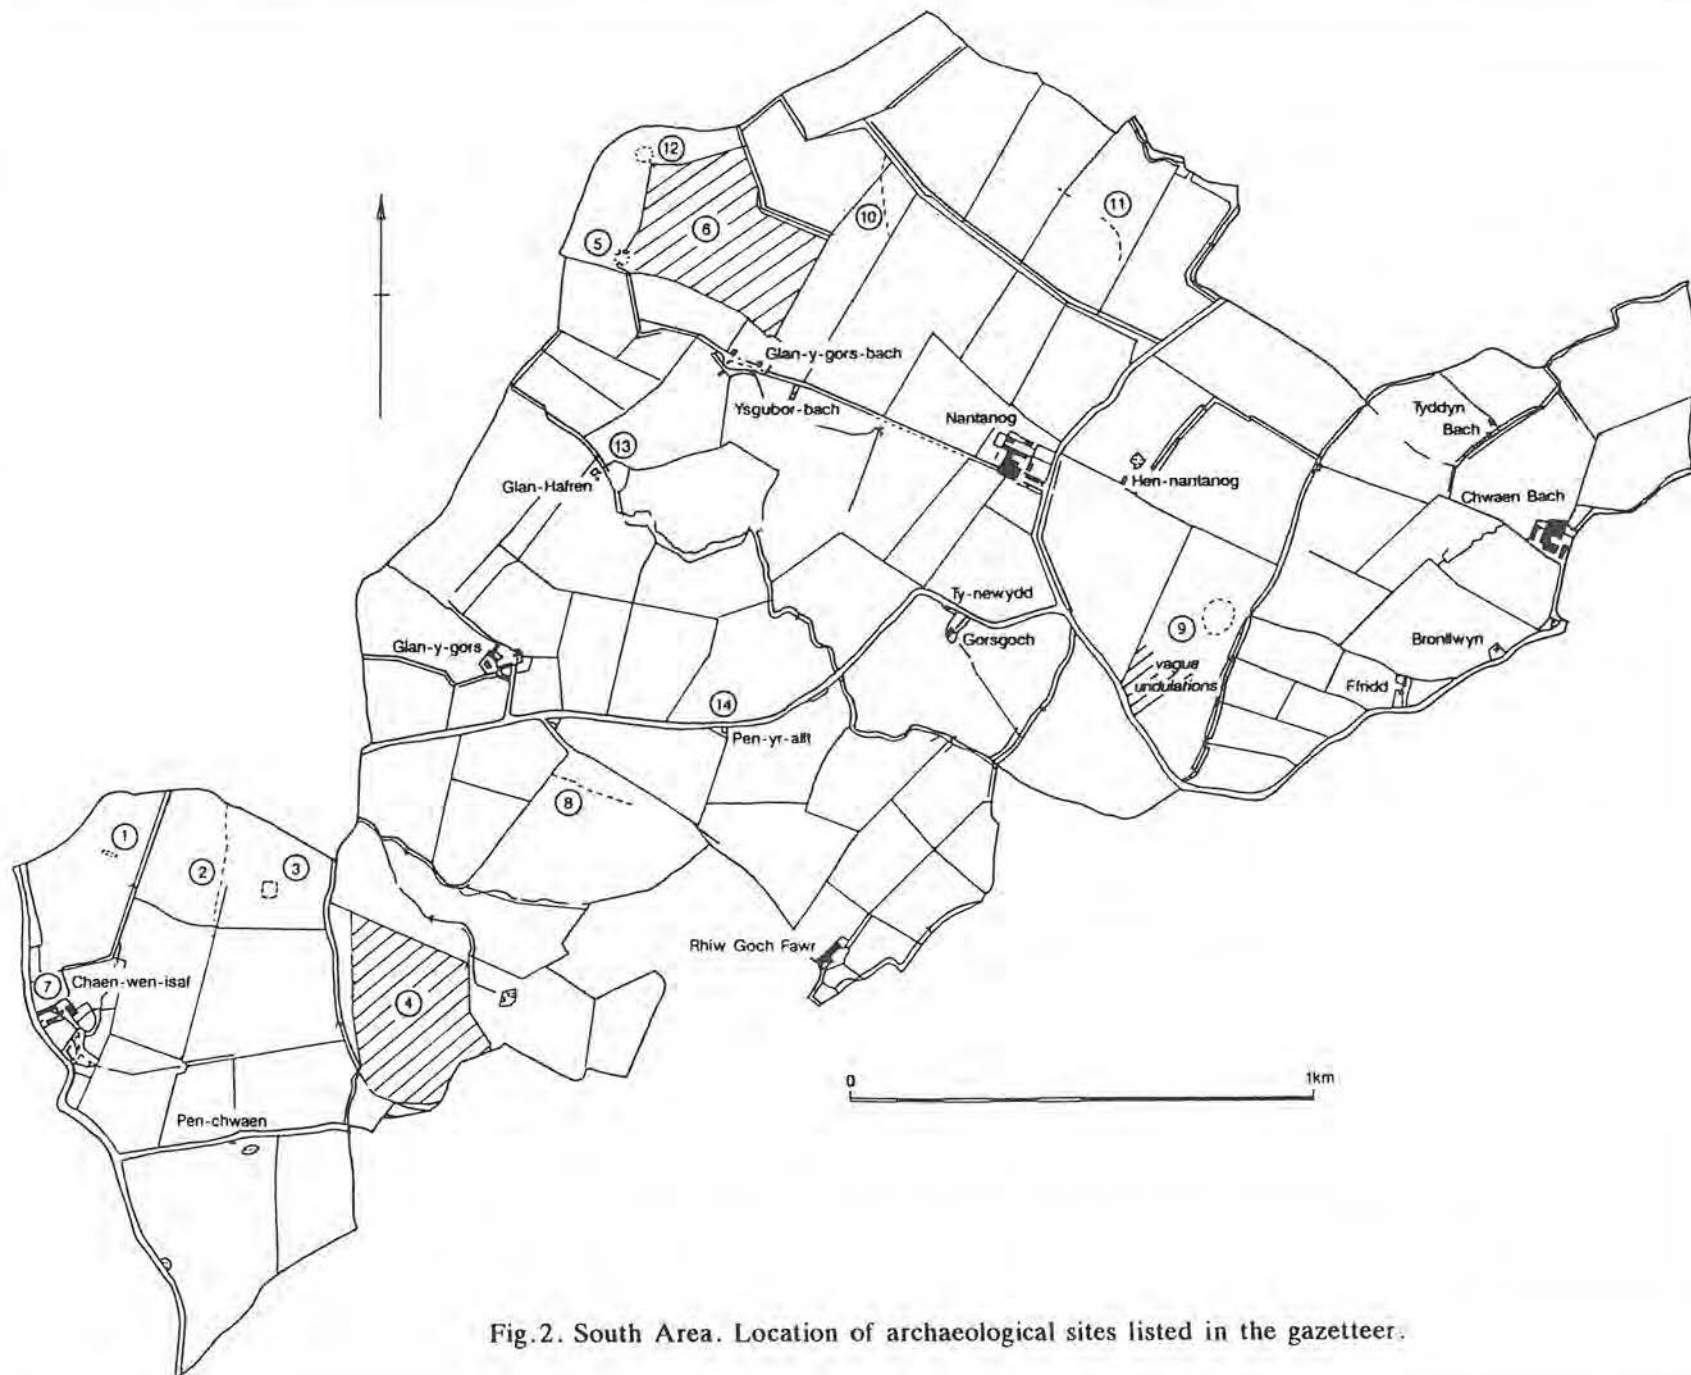 12
11
10
6
5
Glan-y-gors-bach
Ysgubor-bach
Nantanog
Tyddyn
Bach
13
Glan-Hafren
Hen-nantanog
Chwaen Bach
Ty-newydd
9
Gorsgoch
Bronllwyn
Glan-y-gors
vague
undulations
Ffridd
14
Pen-yr-allt
8
1
2
3
Rhiw Goch Fawr
7
Chaen-wen-isaf
4
0
1km
Pen-chwaen
Fig.2. South Area. Location of archaeological sites listed in the gazetteer.